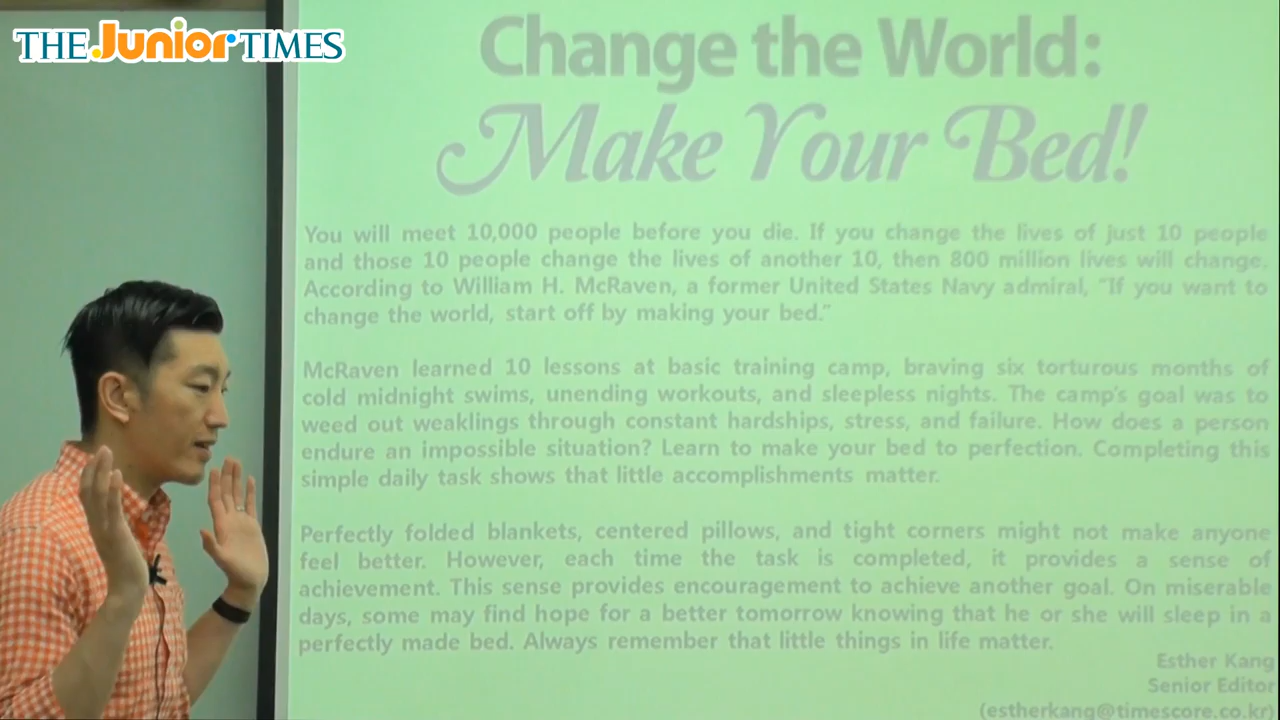 THE Junior TIMES
Change the World:
Make Your Bed!
You will meet 10,000 people before you die. If you change the lives of just 10 people
and those 10 people change the lives of another 10, then 800 million lives will change.
According to William H. McRaven, a former United States Navy admiral, "If you want to
change the world, start off by making your bed."
McRaven learned 10 lessons at basic training camp, braving six torturous months of
cold midnight swims, unending workouts, and sleepless nights. The camp's goal was to
weed out weaklings through constant hardships, stress, and failure. How does a person
endure an impossible situation? Learn to make your bed to perfection. Completing this
simple daily task shows that little accomplishments matter.
Perfectly folded blankets, centered pillows, and tight corners might not make anyone
feel better. However, each time the task is completed, it provides a sense of
achievement. This sense provides encouragement to achieve another goal. On miserable
days, some may find hope for a better tomorrow knowing that he or she will sleep in a
perfectly made bed. Always remember that little things in life matter.
Esther Kang
Senior Editor
(estherkang@timescore.co.kr)